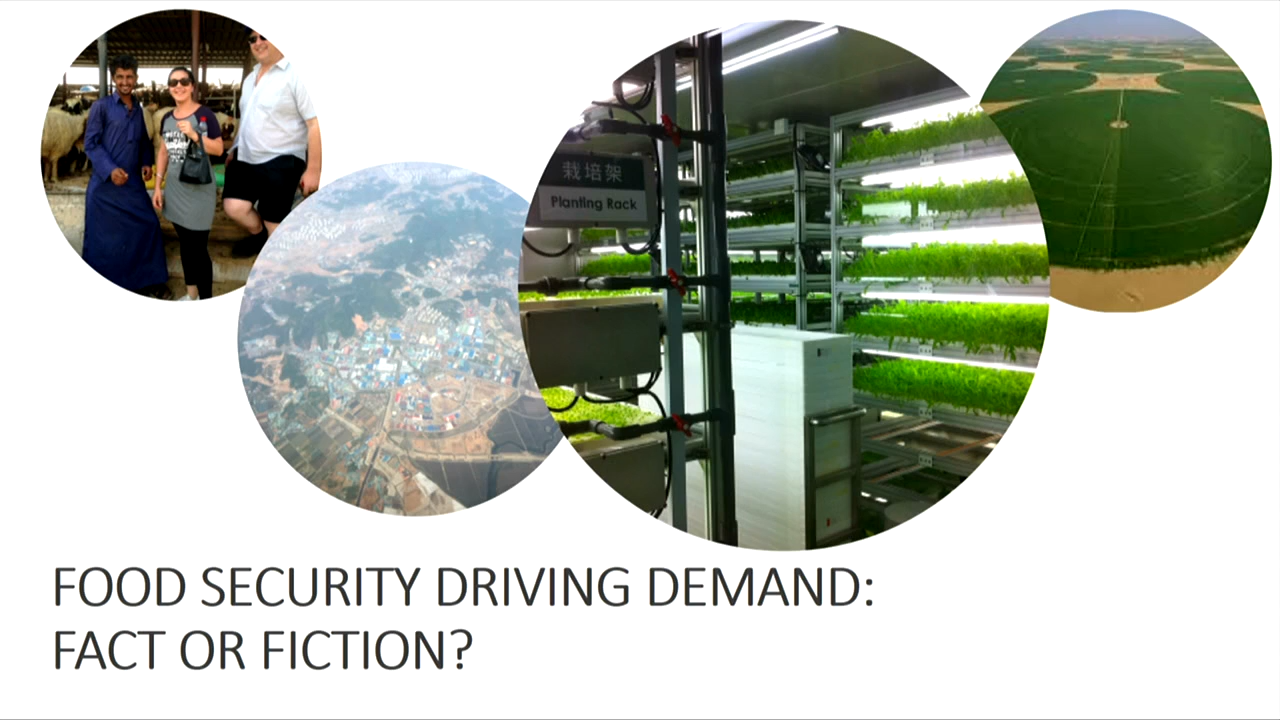 栽培架
Planting Rack
FOOD SECURITY DRIVING DEMAND:
FACT OR FICTION?